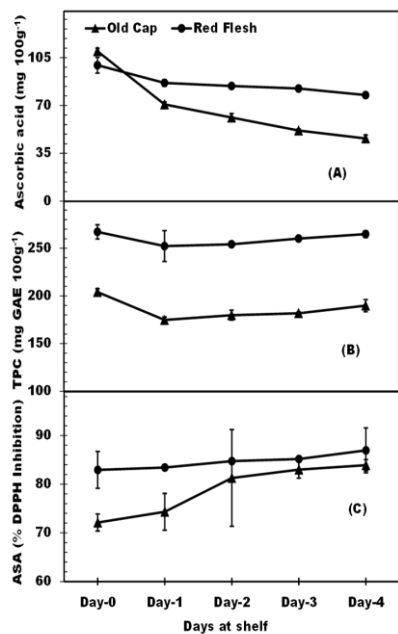 Old Cap Red Flesh
Ascorbic acid (mg 100g-1)
105
70
35
0
(A)
TPC (mg GAE 100g-1)
250
200
150
100
(B)
ASA (% DPPH Inhibition)
90
80
70
60
(C)
Day-0 Day-1 Day-2 Day-3 Day-4
Days at shelf